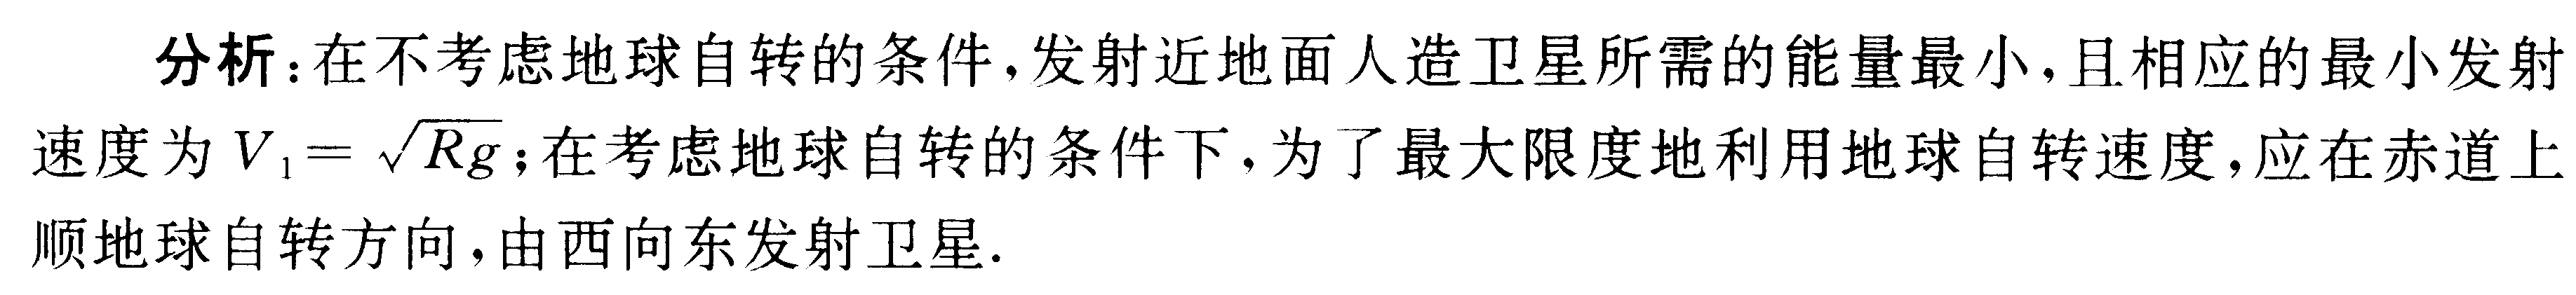 分析:在不考虑地球自转的条件,发射近地面人造卫星所需的能量最小,且相应的最小发射
速度为 V₁=√Rg;在考虑地球自转的条件下,为了最大限度地利用地球自转速度,应在赤道上
顺地球自转方向,由西向东发射卫星.